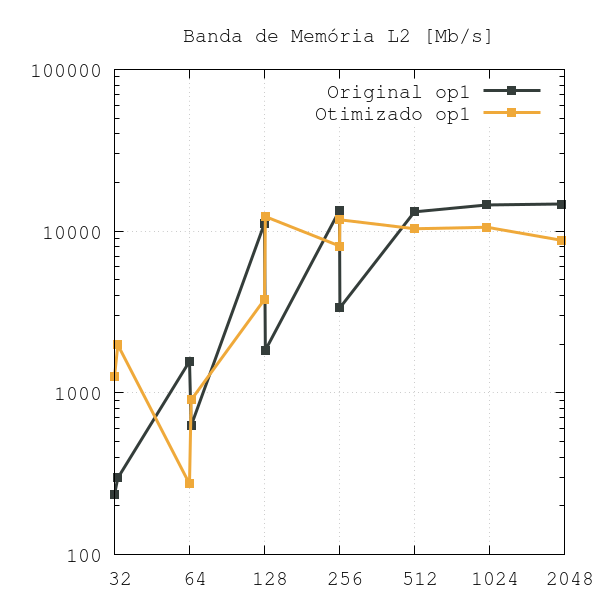 Banda de Memória L2 [Mb/s]
100000
Original op1
Otimizado op1
10000
1000
100
32 64 128 256 512 1024 2048